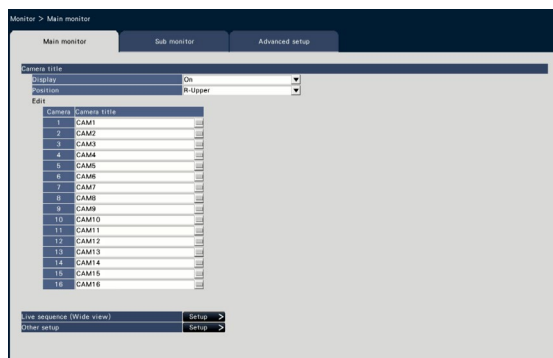 Monitor > Main monitor
Main monitor Sub monitor Advanced setup
Camera title
Display On
Position R-Upper
Edit
Camera Camera title
1 CAM1
2 CAM2
3 CAM3
4 CAM4
5 CAM5
6 CAM6
7 CAM7
8 CAM8
9 CAM9
10 CAM10
11 CAM11
12 CAM12
13 CAM13
14 CAM14
15 CAM15
16 CAM16
Live sequence (Wide view) Setup >
Other setup Setup >